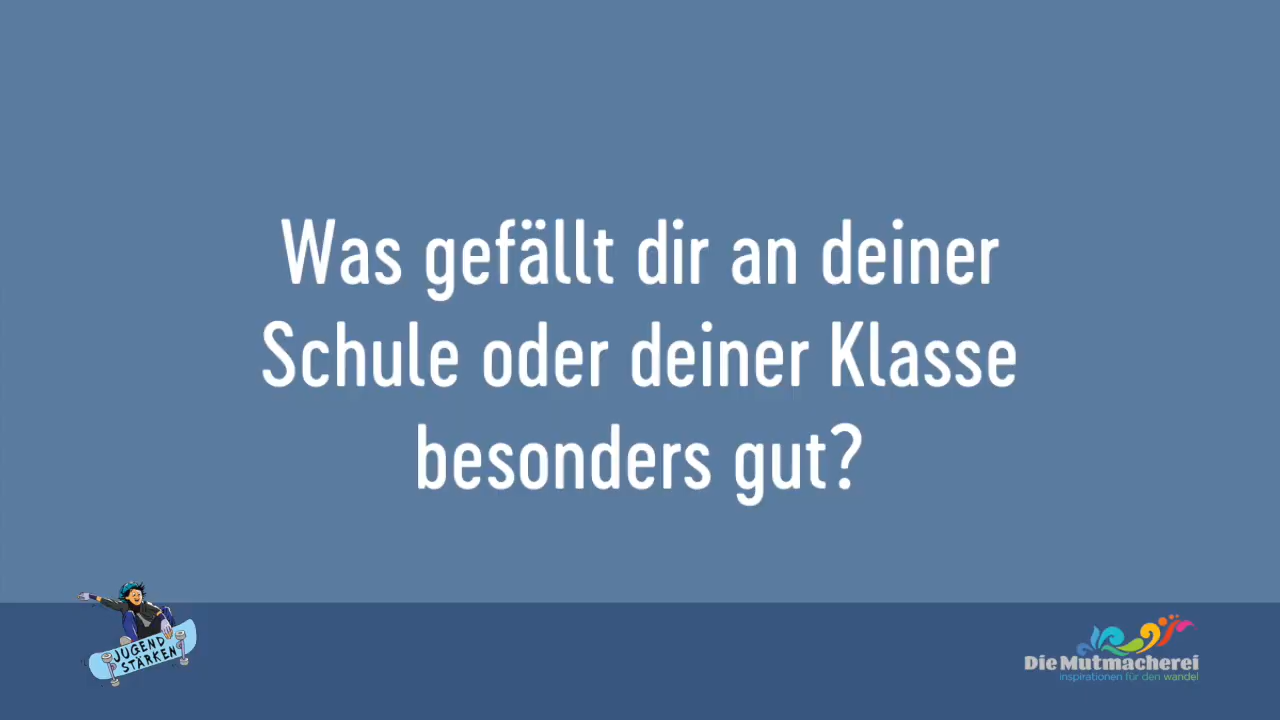 Was gefällt dir an deiner
Schule oder deiner Klasse
besonders gut?
JUGEND
STÄRKEN
Die Mutmacherei
inspirationen für den wandel